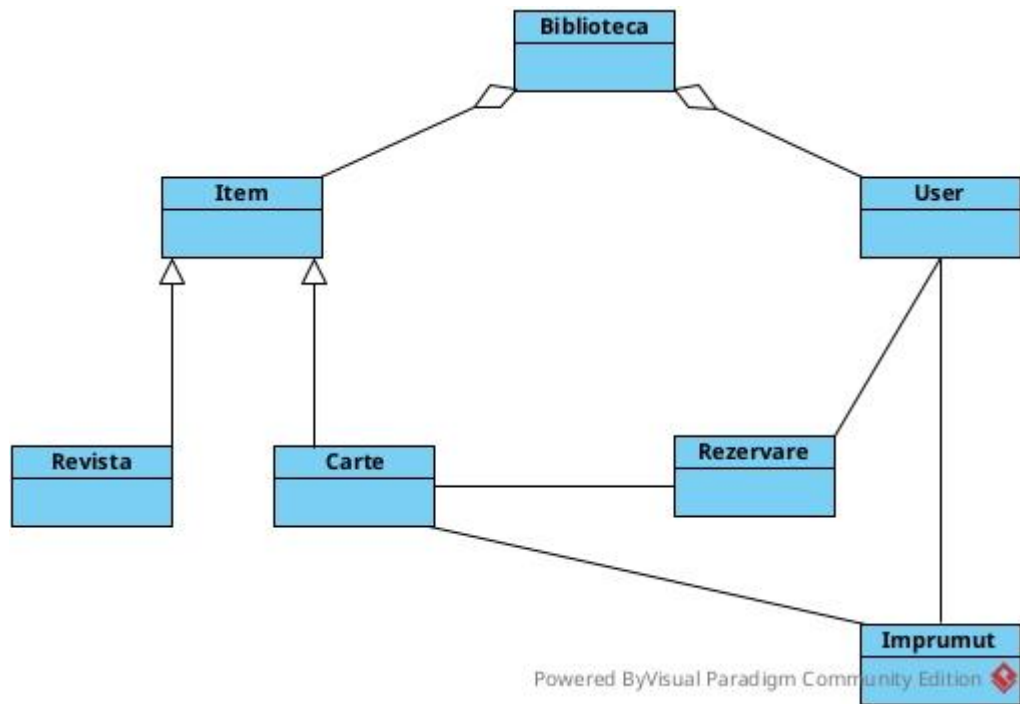 Biblioteca
Item
User
Revista
Carte
Rezervare
Imprumut
Powered ByVisual Paradigm Community Edition